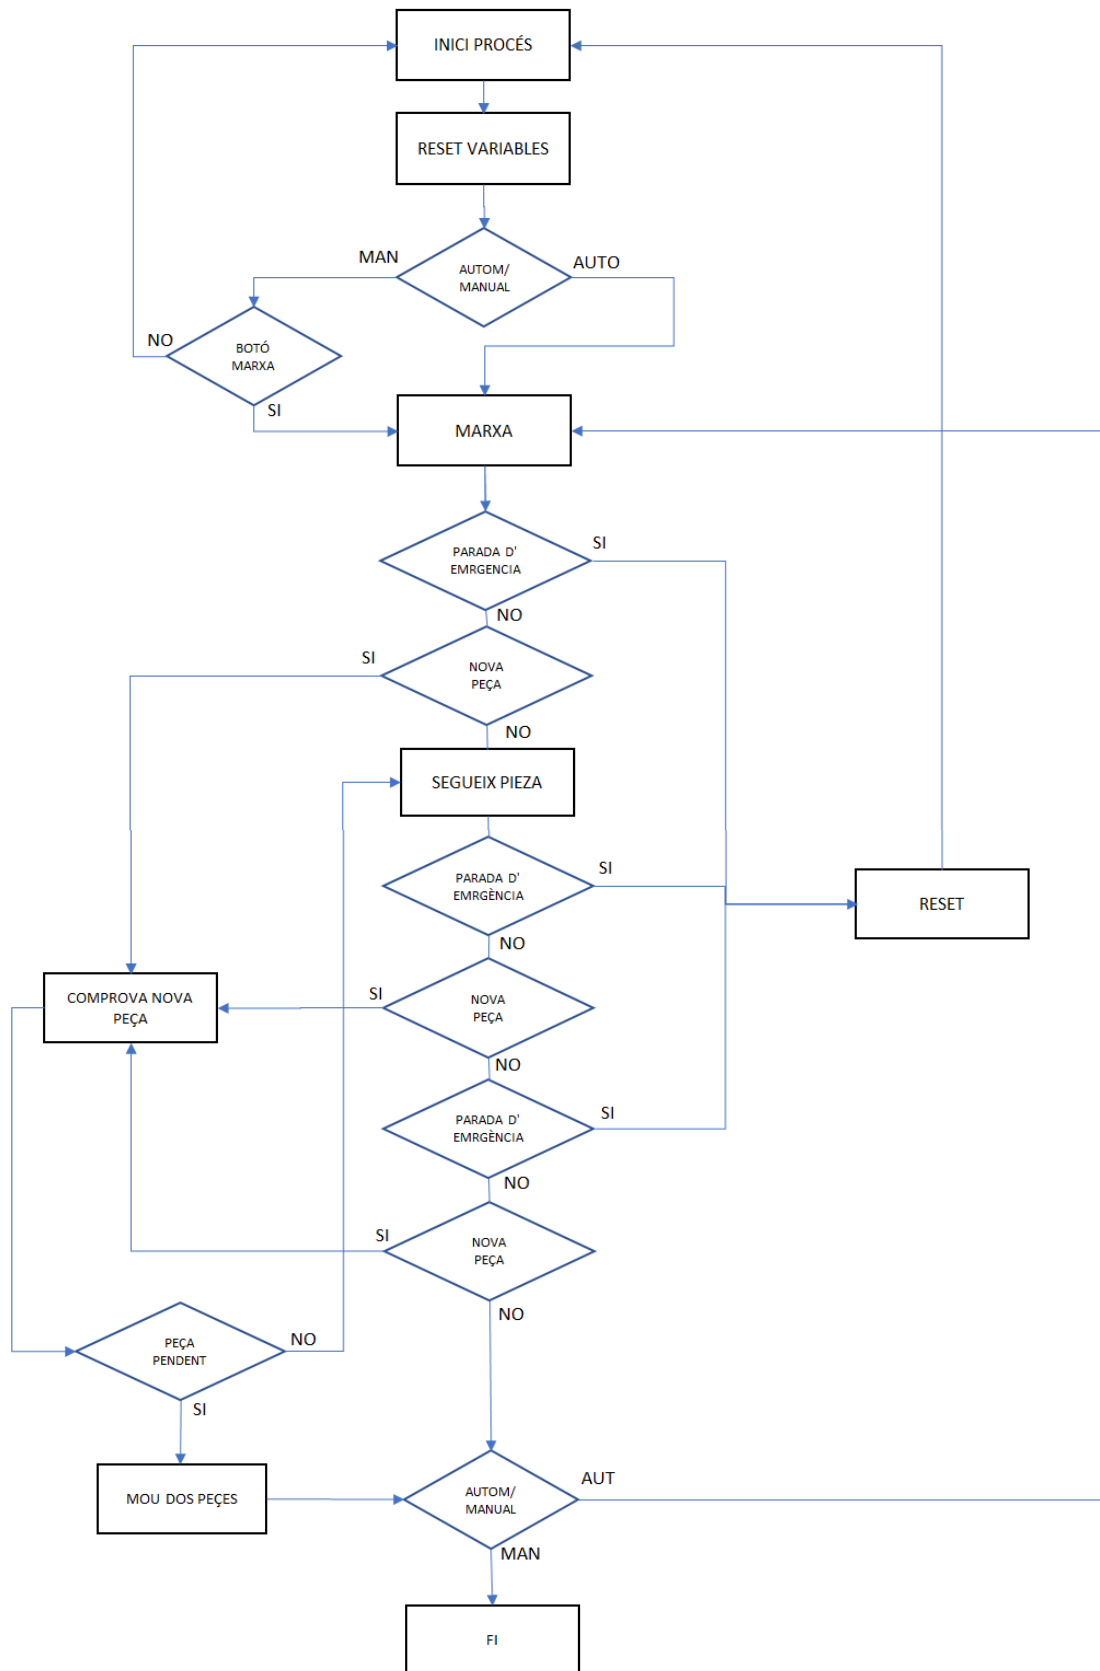 INICI PROCÉS
RESET VARIABLES
MAN
AUTOM/
MANUAL
AUTO
NO
BOTÓ
MARXA
SI
MARXA
PARADA D'
EMRGENCIA
SI
NO
SI
NOVA
PEÇA
NO
SEGUEIX PIEZA
PARADA D'
EMRGÈNCIA
SI
RESET
NO
COMPROVA NOVA
PEÇA
SI
NOVA
PEÇA
NO
PARADA D'
EMRGÈNCIA
SI
NO
SI
NOVA
PEÇA
NO
PEÇA
PENDENT
NO
SI
MOU DOS PEÇES
AUTOM/
MANUAL
AUT
MAN
FI